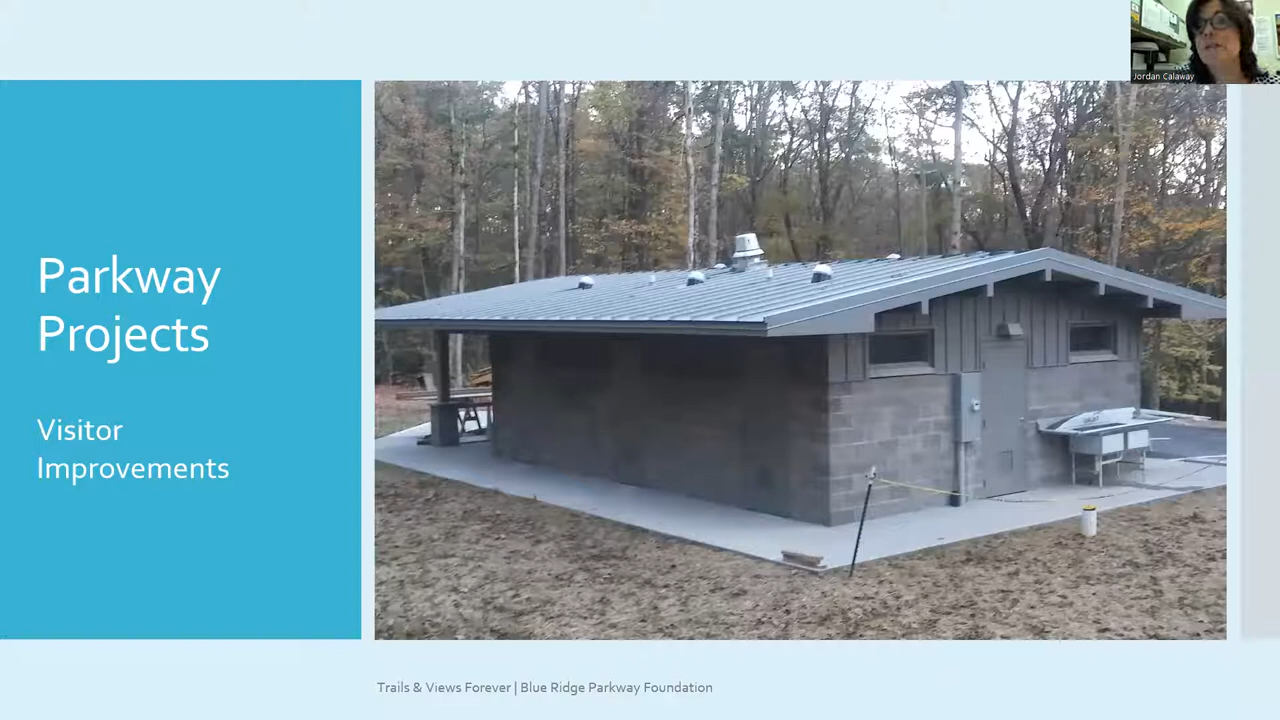 Jordan Calaway
Parkway
Projects
Visitor
Improvements
Trails & Views Forever | Blue Ridge Parkway Foundation